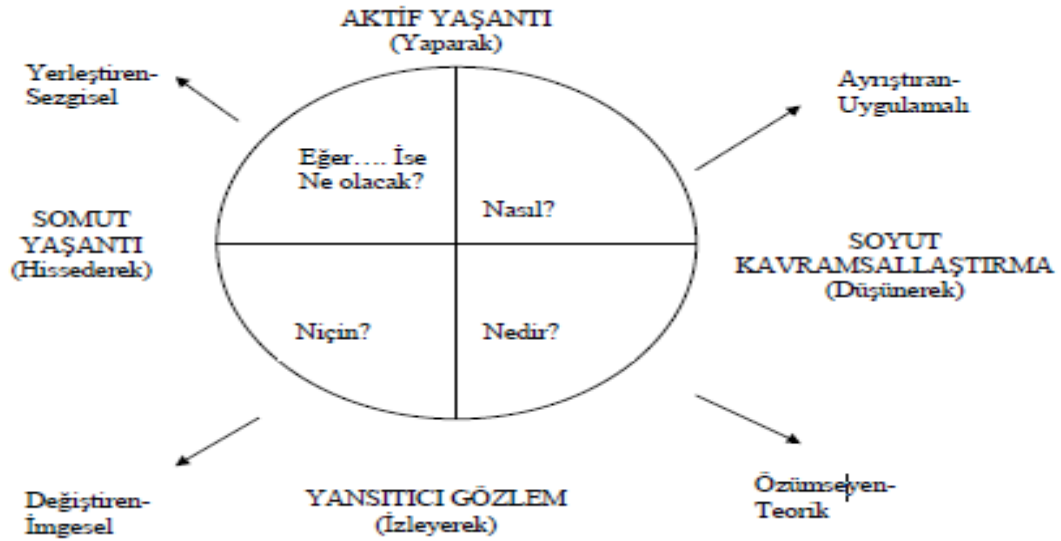 AKTİF YAŞANTI
(Yaparak)
Yerleştiren-
Sezgisel
Ayrıştıran-
Uygulamalı
Eğer.... İse
Ne olacak?
Nasıl?
SOMUT
YAŞANTI
(Hissederek)
SOYUT
KAVRAMSALLAŞTIRMA
(Düşünerek)
Niçin?
Nedir?
Değiştiren-
İmgesel
YANSITICI GÖZLEM
(İzleyerek)
Özümseyen-
Teorik